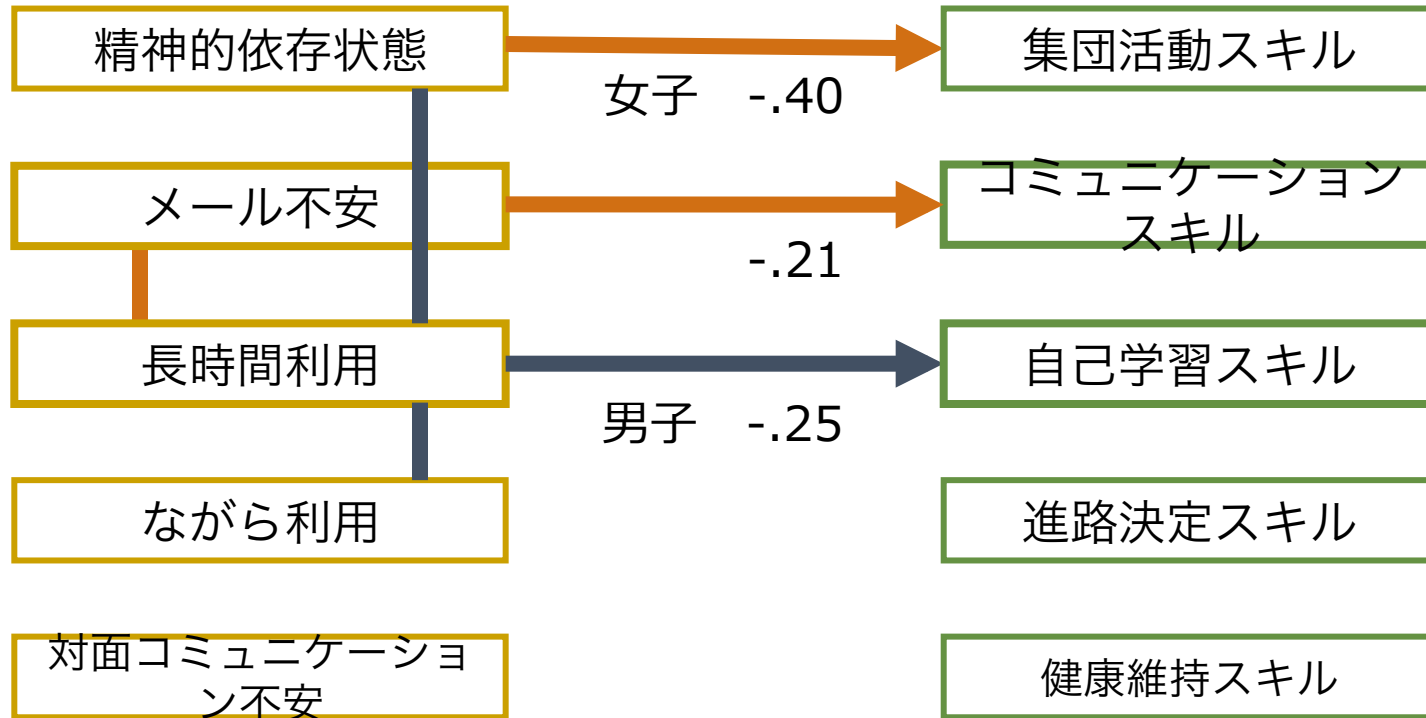 精神的依存状態
集団活動スキル
女子　-.40
メール不安
コミュニケーション
スキル
-.21
長時間利用
自己学習スキル
男子　-.25
ながら利用
進路決定スキル
対面コミュニケーショ
ン不安
健康維持スキル